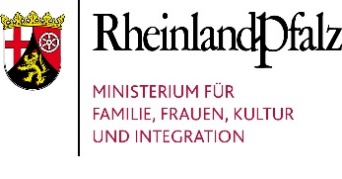 RheinlandPfalz
MINISTERIUM FÜR
FAMILIE, FRAUEN, KULTUR
UND INTEGRATION